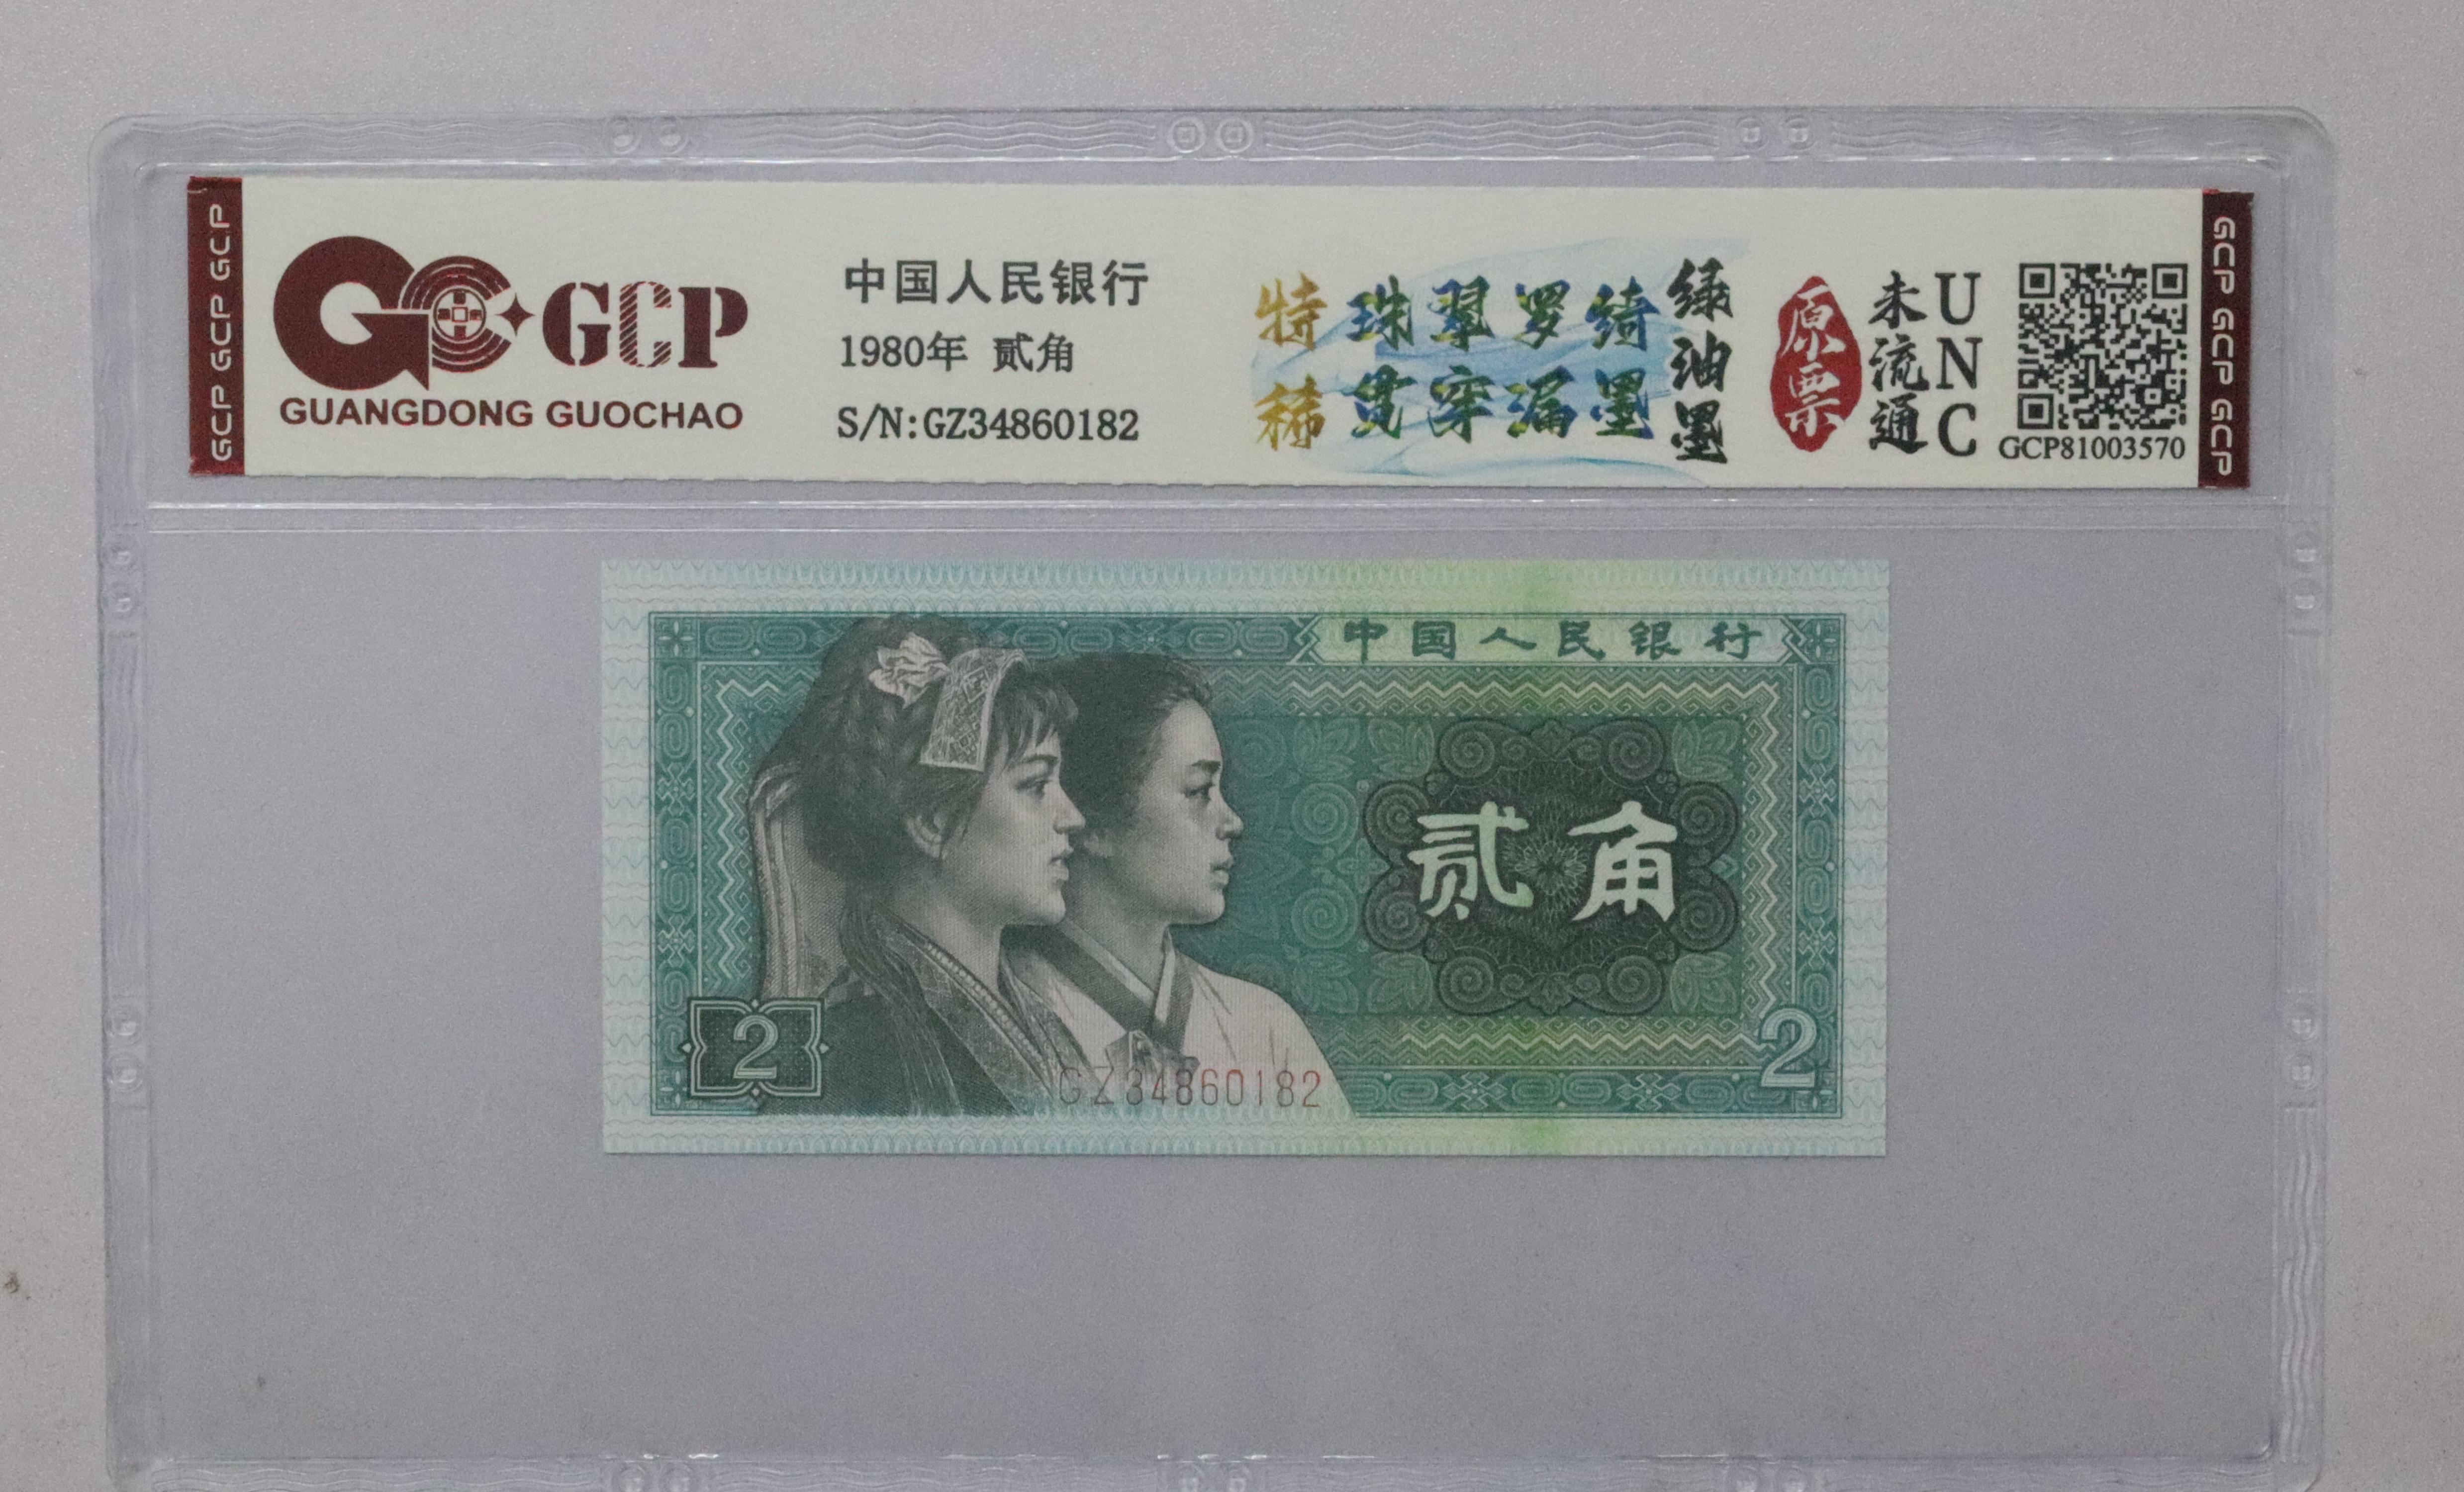 GCP GCP GCP
GCP
GUANGDONG GUOCHAO
中国人民银行
1980年 贰角
S/N:GZ34860182
特稀
珠翠罗绮
贯穿漏墨
绿油墨
原票
未流通
UNC
GCP81003570
GCP GCP GCP
中国人民银行
贰角
2
2
GZ34860182